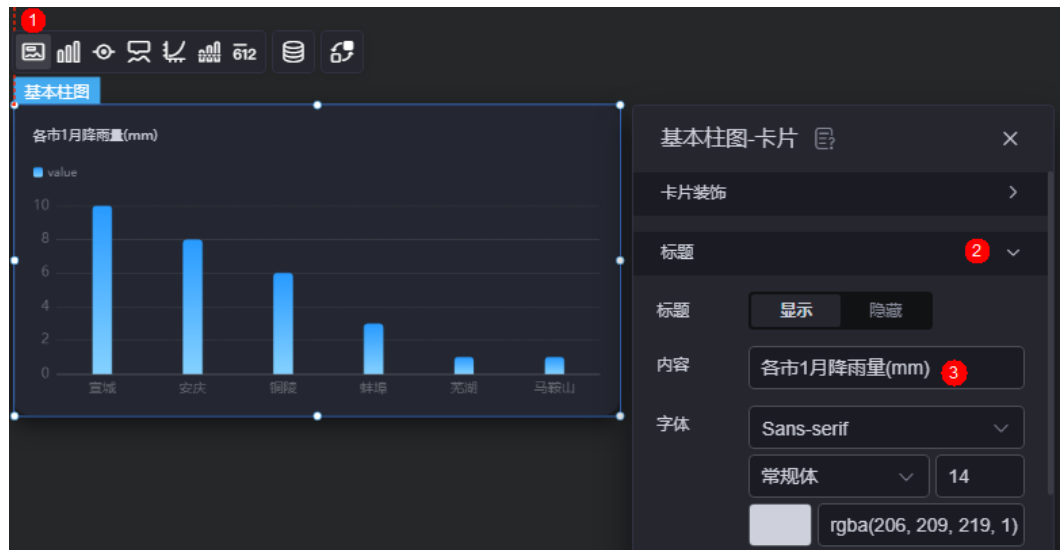 1
612
基本柱图
各市1月降雨量(mm)
value
10
8
6
4
2
0
宣城 安庆 铜陵 蚌埠 芜湖 马鞍山
基本柱图-卡片
卡片装饰
标题 2
标题 显示 隐藏
内容 各市1月降雨量(mm) 3
字体 Sans-serif
常规体 14
rgba(206, 209, 219, 1)